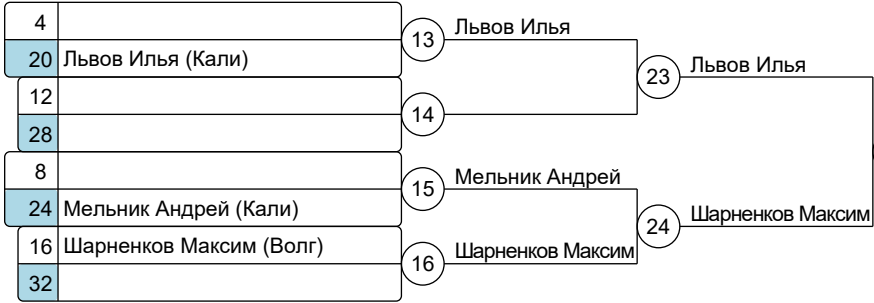 4
13 Львов Илья
20 Львов Илья (Кали)
23 Львов Илья
12
14
28
8
15 Мельник Андрей
24 Мельник Андрей (Кали)
24 Шарненков Максим
16 Шарненков Максим (Волг)
16 Шарненков Максим
32